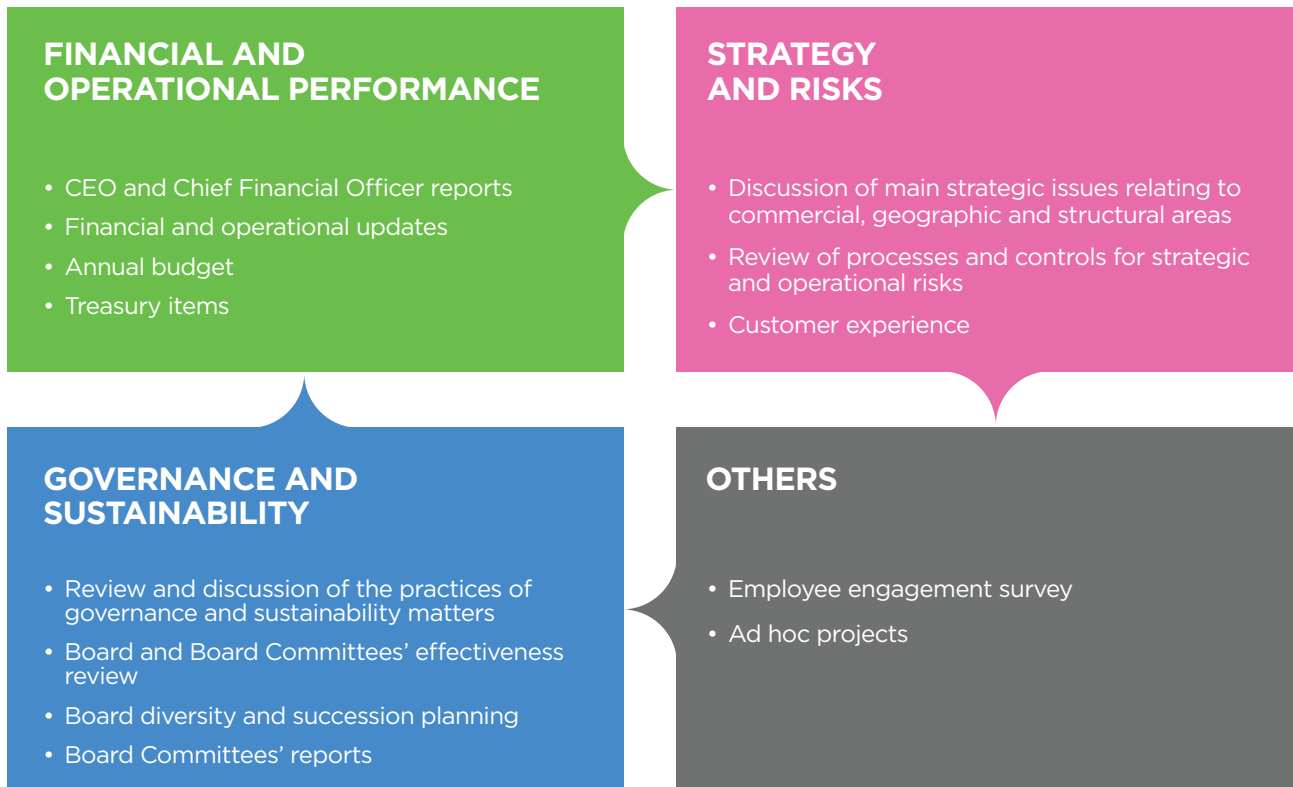 FINANCIAL AND
OPERATIONAL PERFORMANCE
• CEO and Chief Financial Officer reports
• Financial and operational updates
• Annual budget
• Treasury items
STRATEGY
AND RISKS
• Discussion of main strategic issues relating to
commercial, geographic and structural areas
• Review of processes and controls for strategic
and operational risks
• Customer experience
GOVERNANCE AND
SUSTAINABILITY
• Review and discussion of the practices of
governance and sustainability matters
• Board and Board Committees’ effectiveness
review
• Board diversity and succession planning
• Board Committees’ reports
OTHERS
• Employee engagement survey
• Ad hoc projects